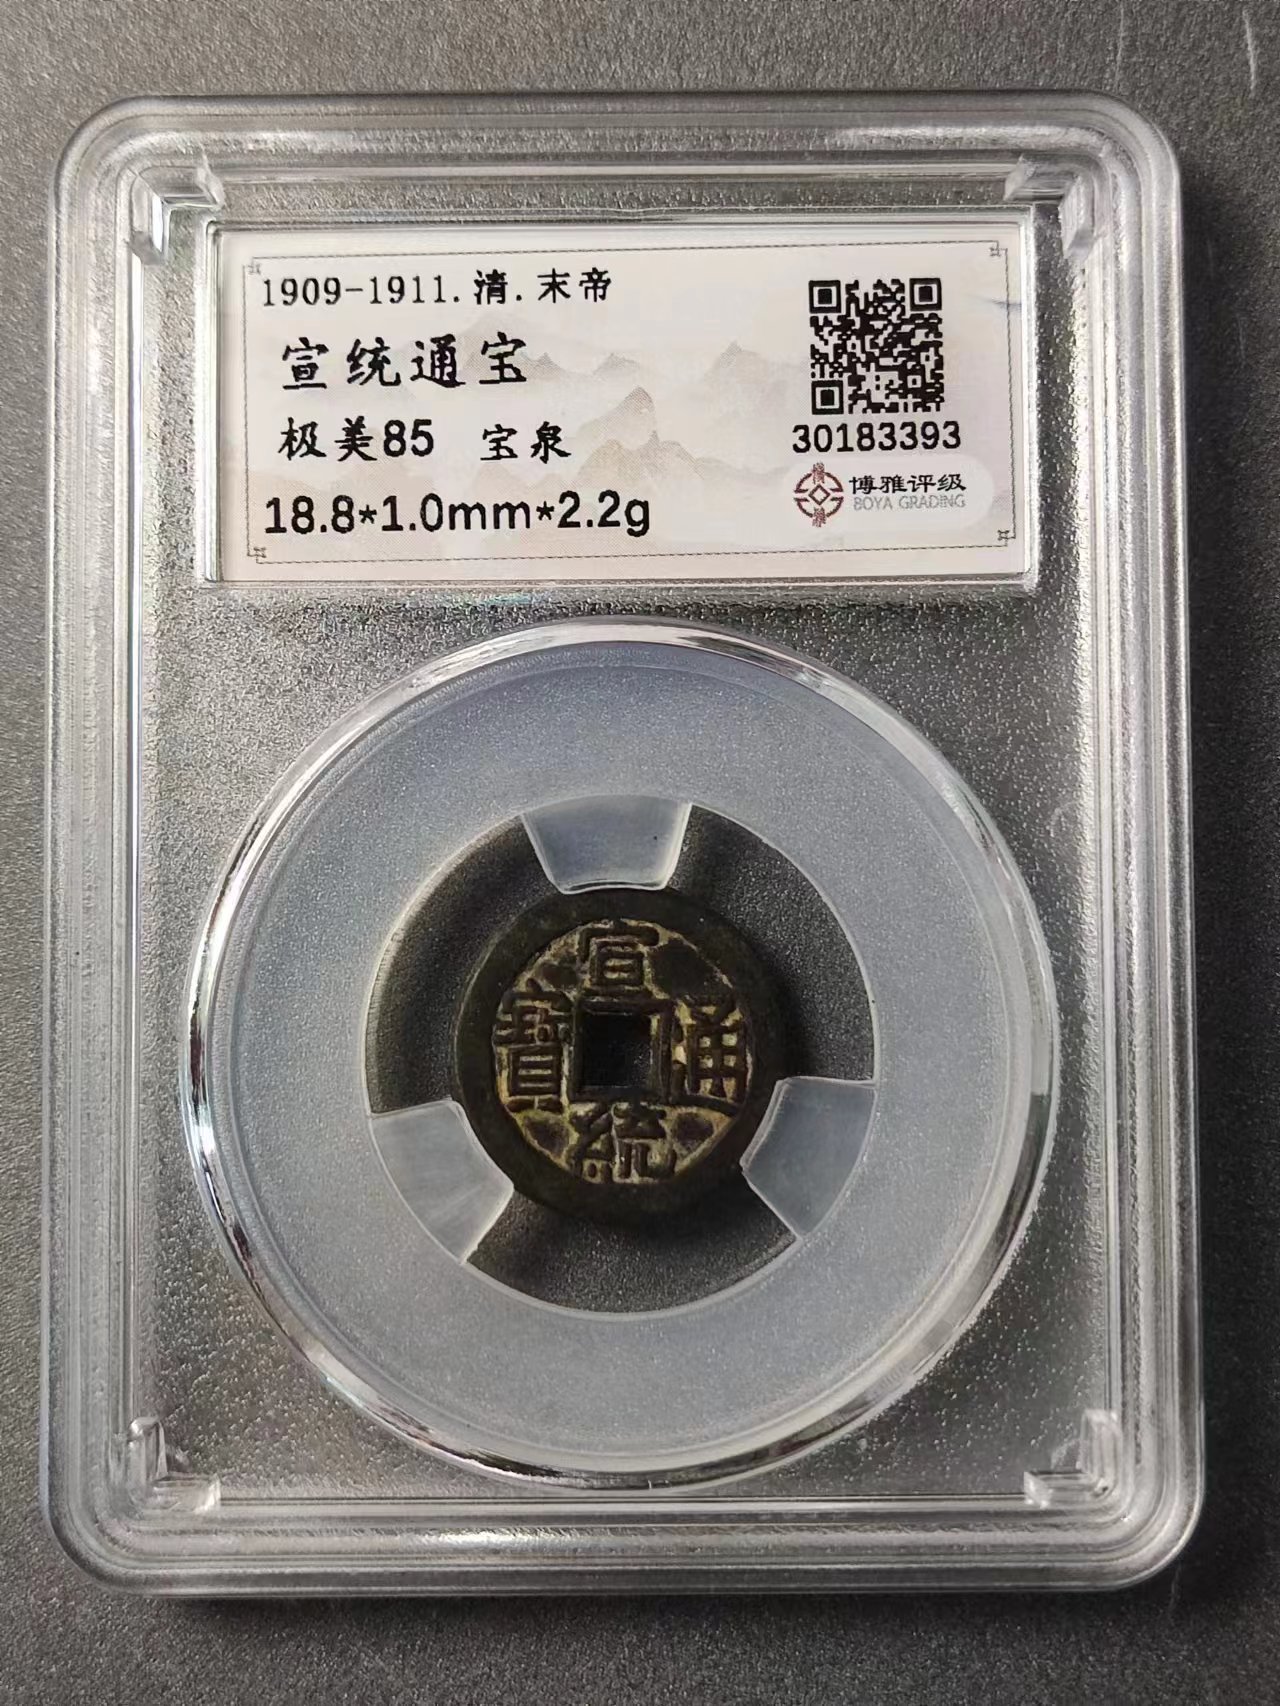 1909-1911.清.末帝
宣统通宝
极美85 宝泉
18.8*1.0mm*2.2g
30183393
博雅评级
BOYA GRADING
宣
寶 通
統